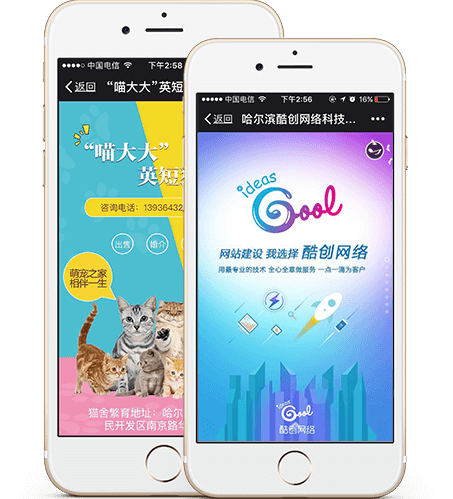 中国电信 下午2:58
返回 “喵大大”英短
“喵大大”
英短
咨询电话：13936432
出售 婚介
萌宠之家
相伴一生
猫舍繁育地址：哈尔
民开发区南京路华
中国电信 下午2:56 16%
返回 哈尔滨酷创网络科技... •••
ideas
Cool
网站建设 我选择 酷创网络
用最专业的技术 全心全意做服务 一点一滴为客户
ideas
Cool
酷创网络